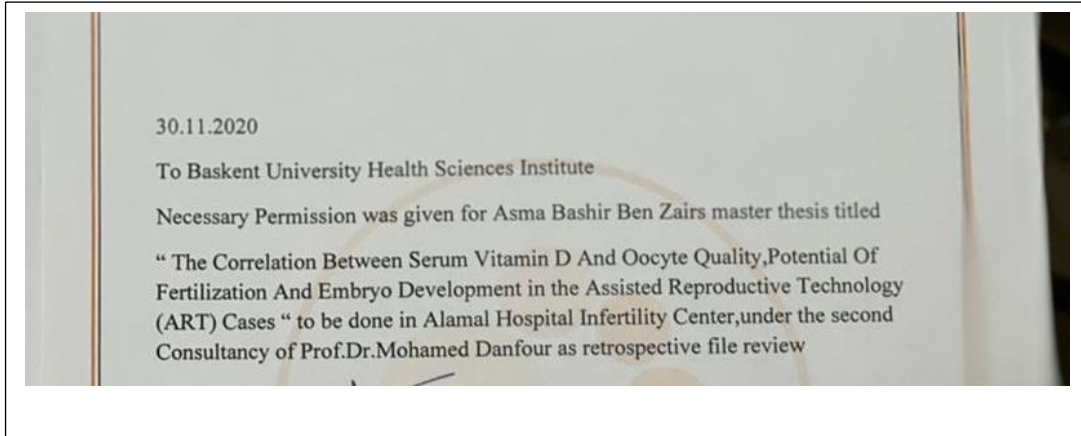 30.11.2020
To Baskent University Health Sciences Institute
Necessary Permission was given for Asma Bashir Ben Zairs master thesis titled
“ The Correlation Between Serum Vitamin D And Oocyte Quality,Potential Of
Fertilization And Embryo Development in the Assisted Reproductive Technology
(ART) Cases “ to be done in Alamal Hospital Infertility Center,under the second
Consultancy of Prof.Dr.Mohamed Danfour as retrospective file review